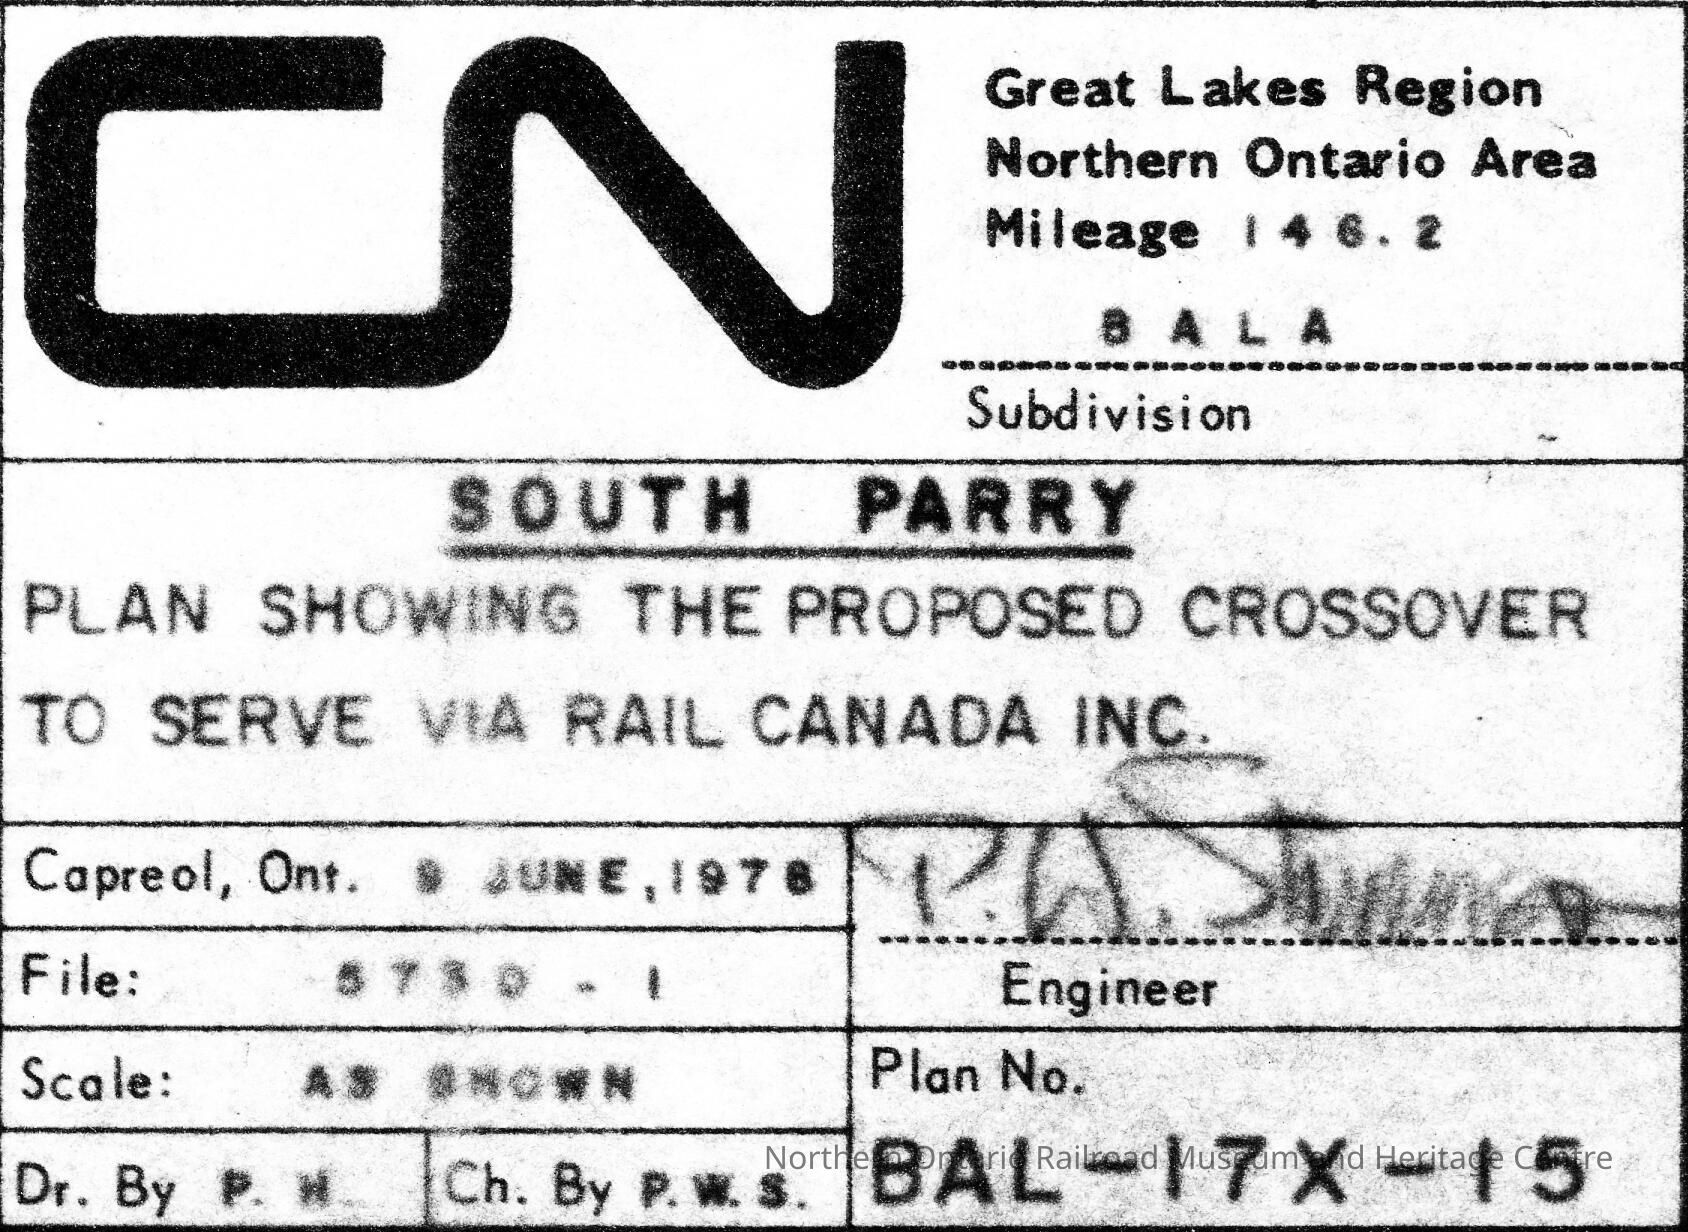 CN
Great Lakes Region
Northern Ontario Area
Mileage 146.2
BALA
Subdivision
SOUTH PARRY
PLAN SHOWING THE PROPOSED CROSSOVER
TO SERVE VIA RAIL CANADA INC.
Capreol, Ont. 9 JUNE, 1978
P.W.
Engineer
File: 5730 - 1
Scale: AS SHOWN
Plan No.
BAL-17X-15
Dr. By P. H
Ch. By P.W.S.
Northern Ontario Railroad Museum and Heritage Centre